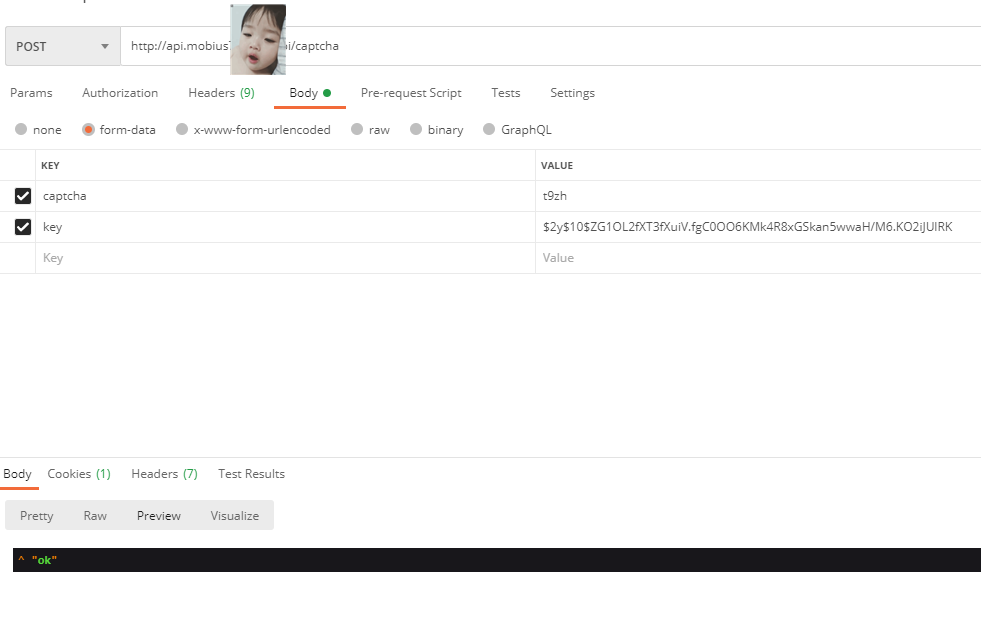 POST
http://api.mobius
i/captcha
Params Authorization Headers (9) Body Pre-request Script Tests Settings
none form-data x-www-form-urlencoded raw binary GraphQL
KEY VALUE
captcha t9zh
key $2y$10$ZG1OL2fXT3fXuiV.fgC0OO6KMk4R8xGSkan5wwaH/M6.KO2iJUIRK
Key Value
Body Cookies (1) Headers (7) Test Results
Pretty Raw Preview Visualize
^ "ok"